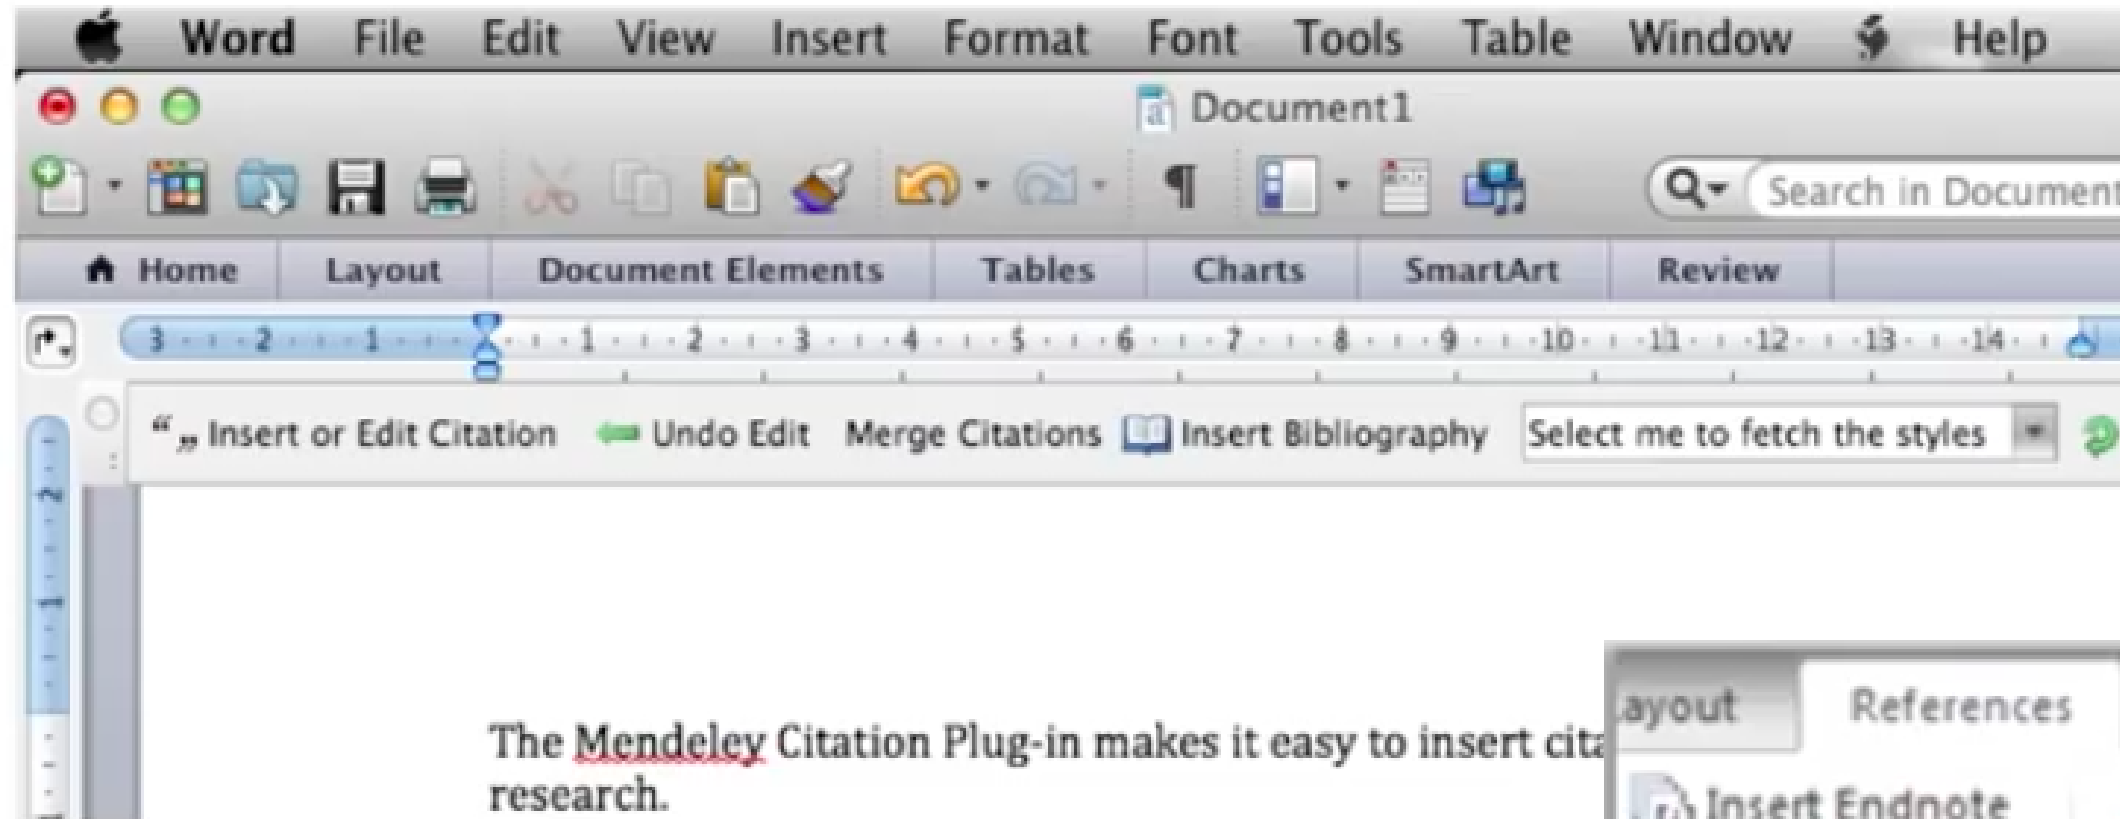 Word File Edit View Insert Format Font Tools Table Window Help
Document1
Search in Document
Home Layout Document Elements Tables Charts SmartArt Review
3 2 1 1 2 3 4 5 6 7 8 9 10 11 12 13 14
“ „ Insert or Edit Citation Undo Edit Merge Citations Insert Bibliography Select me to fetch the styles
2
1
ayout References
The Mendeley Citation Plug-in makes it easy to insert cita
research.
Insert Endnote